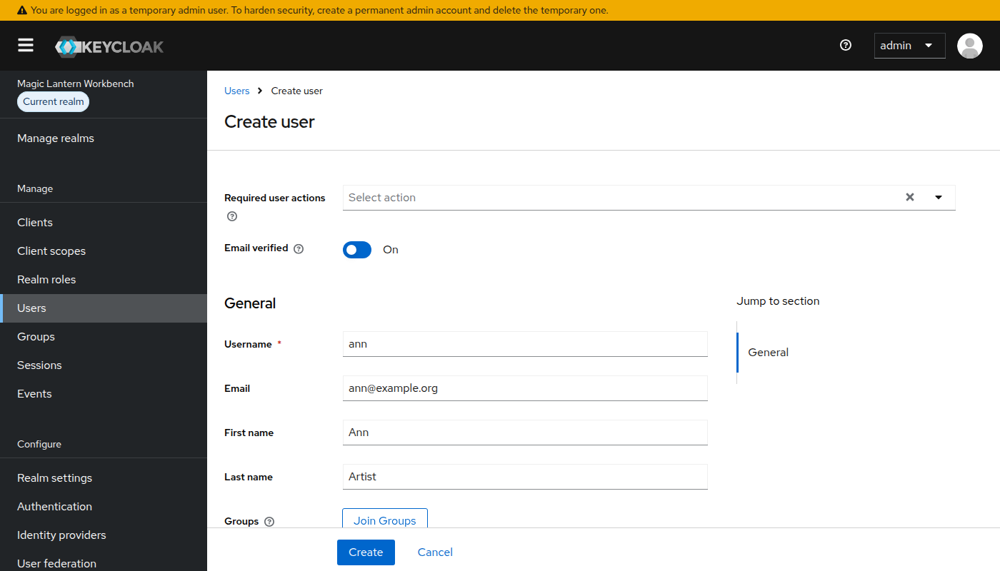 You are logged in as a temporary admin user. To harden security, create a permanent admin account and delete the temporary one.
KEYCLOAK
admin
Magic Lantern Workbench
Current realm
Manage realms
Manage
Clients
Client scopes
Realm roles
Users
Groups
Sessions
Events
Configure
Realm settings
Authentication
Identity providers
User federation
Users Create user
Create user
Required user actions Select action
Email verified On
General
Jump to section
General
Username * ann
Email ann@example.org
First name Ann
Last name Artist
Groups Join Groups
Create Cancel